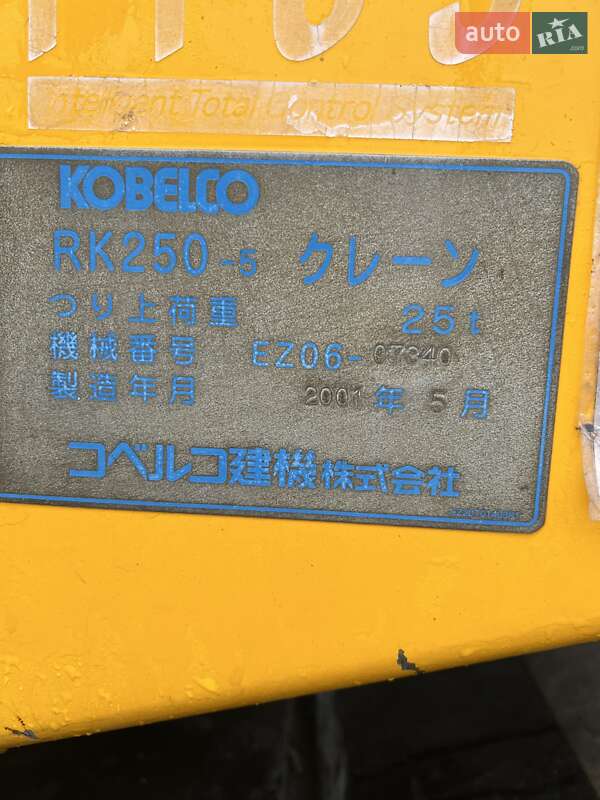 auto RIA .com
Intelligent Total Control System
KOBELCO
RK250-5 クレーン
つり上荷重 25t
機械番号 EZ06-07340
製造年月 2001年5月
コベルコ建機株式会社